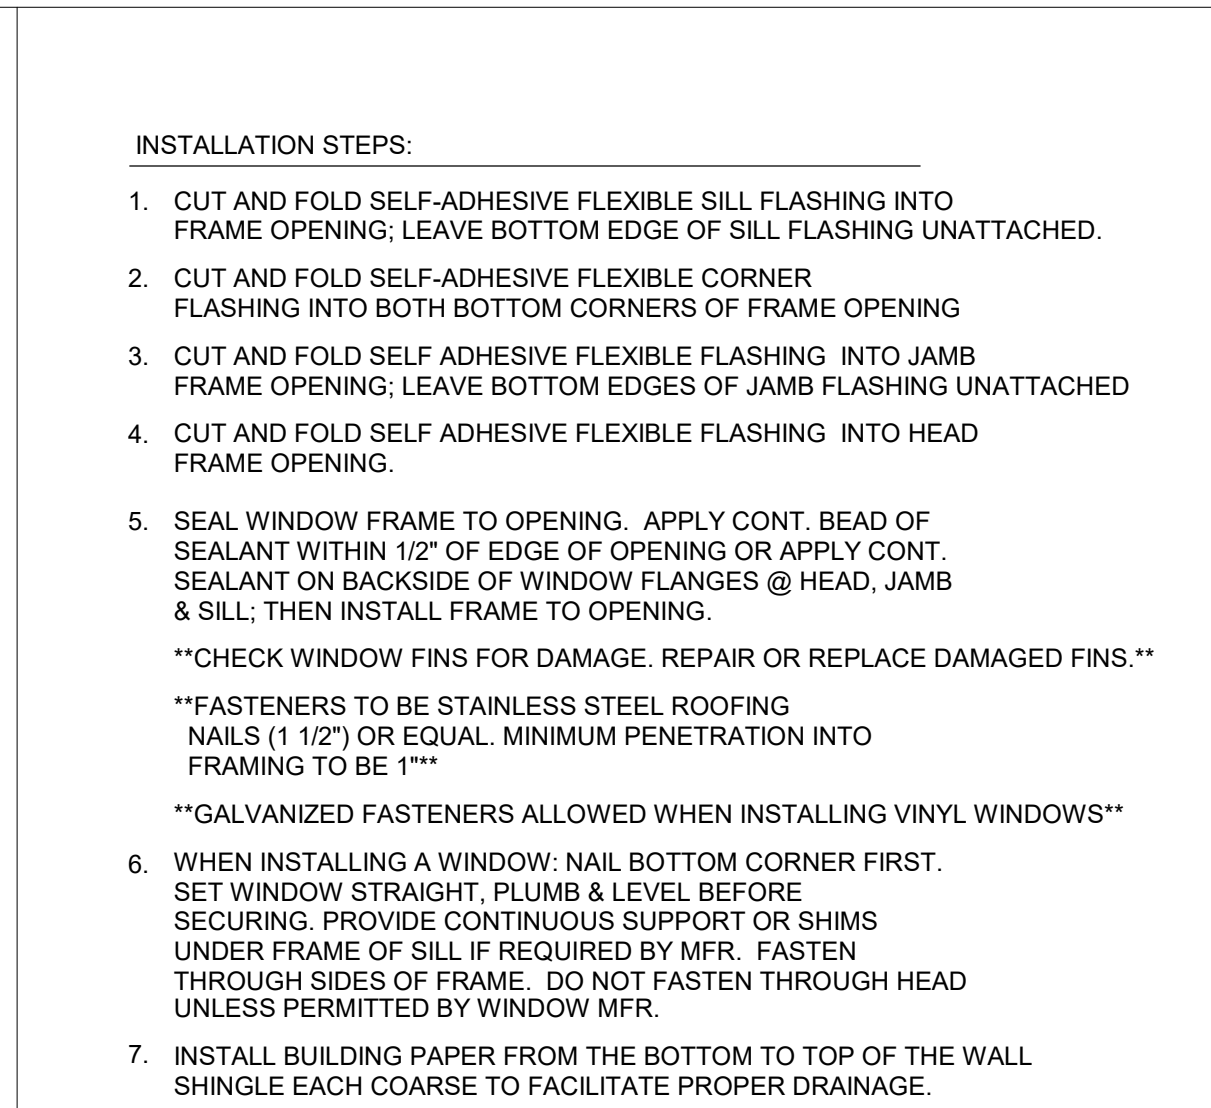 INSTALLATION STEPS:
1. CUT AND FOLD SELF-ADHESIVE FLEXIBLE SILL FLASHING INTO
FRAME OPENING; LEAVE BOTTOM EDGE OF SILL FLASHING UNATTACHED.
2. CUT AND FOLD SELF-ADHESIVE FLEXIBLE CORNER
FLASHING INTO BOTH BOTTOM CORNERS OF FRAME OPENING
3. CUT AND FOLD SELF ADHESIVE FLEXIBLE FLASHING  INTO JAMB
FRAME OPENING; LEAVE BOTTOM EDGES OF JAMB FLASHING UNATTACHED
4. CUT AND FOLD SELF ADHESIVE FLEXIBLE FLASHING  INTO HEAD
FRAME OPENING.
5. SEAL WINDOW FRAME TO OPENING.  APPLY CONT. BEAD OF
SEALANT WITHIN 1/2" OF EDGE OF OPENING OR APPLY CONT.
SEALANT ON BACKSIDE OF WINDOW FLANGES @ HEAD, JAMB
& SILL; THEN INSTALL FRAME TO OPENING.
**CHECK WINDOW FINS FOR DAMAGE. REPAIR OR REPLACE DAMAGED FINS.**
**FASTENERS TO BE STAINLESS STEEL ROOFING
NAILS (1 1/2") OR EQUAL. MINIMUM PENETRATION INTO
FRAMING TO BE 1"**
**GALVANIZED FASTENERS ALLOWED WHEN INSTALLING VINYL WINDOWS**
6. WHEN INSTALLING A WINDOW: NAIL BOTTOM CORNER FIRST.
SET WINDOW STRAIGHT, PLUMB & LEVEL BEFORE
SECURING. PROVIDE CONTINUOUS SUPPORT OR SHIMS
UNDER FRAME OF SILL IF REQUIRED BY MFR.  FASTEN
THROUGH SIDES OF FRAME.  DO NOT FASTEN THROUGH HEAD
UNLESS PERMITTED BY WINDOW MFR.
7. INSTALL BUILDING PAPER FROM THE BOTTOM TO TOP OF THE WALL
SHINGLE EACH COARSE TO FACILITATE PROPER DRAINAGE.